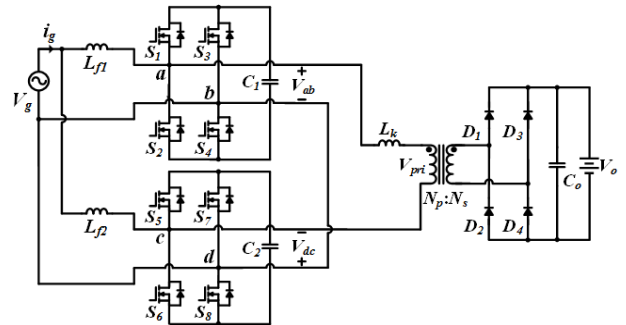 i_g
L_f1
V_g
S_1
S_3
a
b
C_1
+
V_ab
−
S_2
S_4
L_k
D_1
D_3
V_pri
N_p:N_s
C_o
V_o
S_5
S_7
L_f2
c
d
C_2
−
V_dc
+
D_2
D_4
S_6
S_8